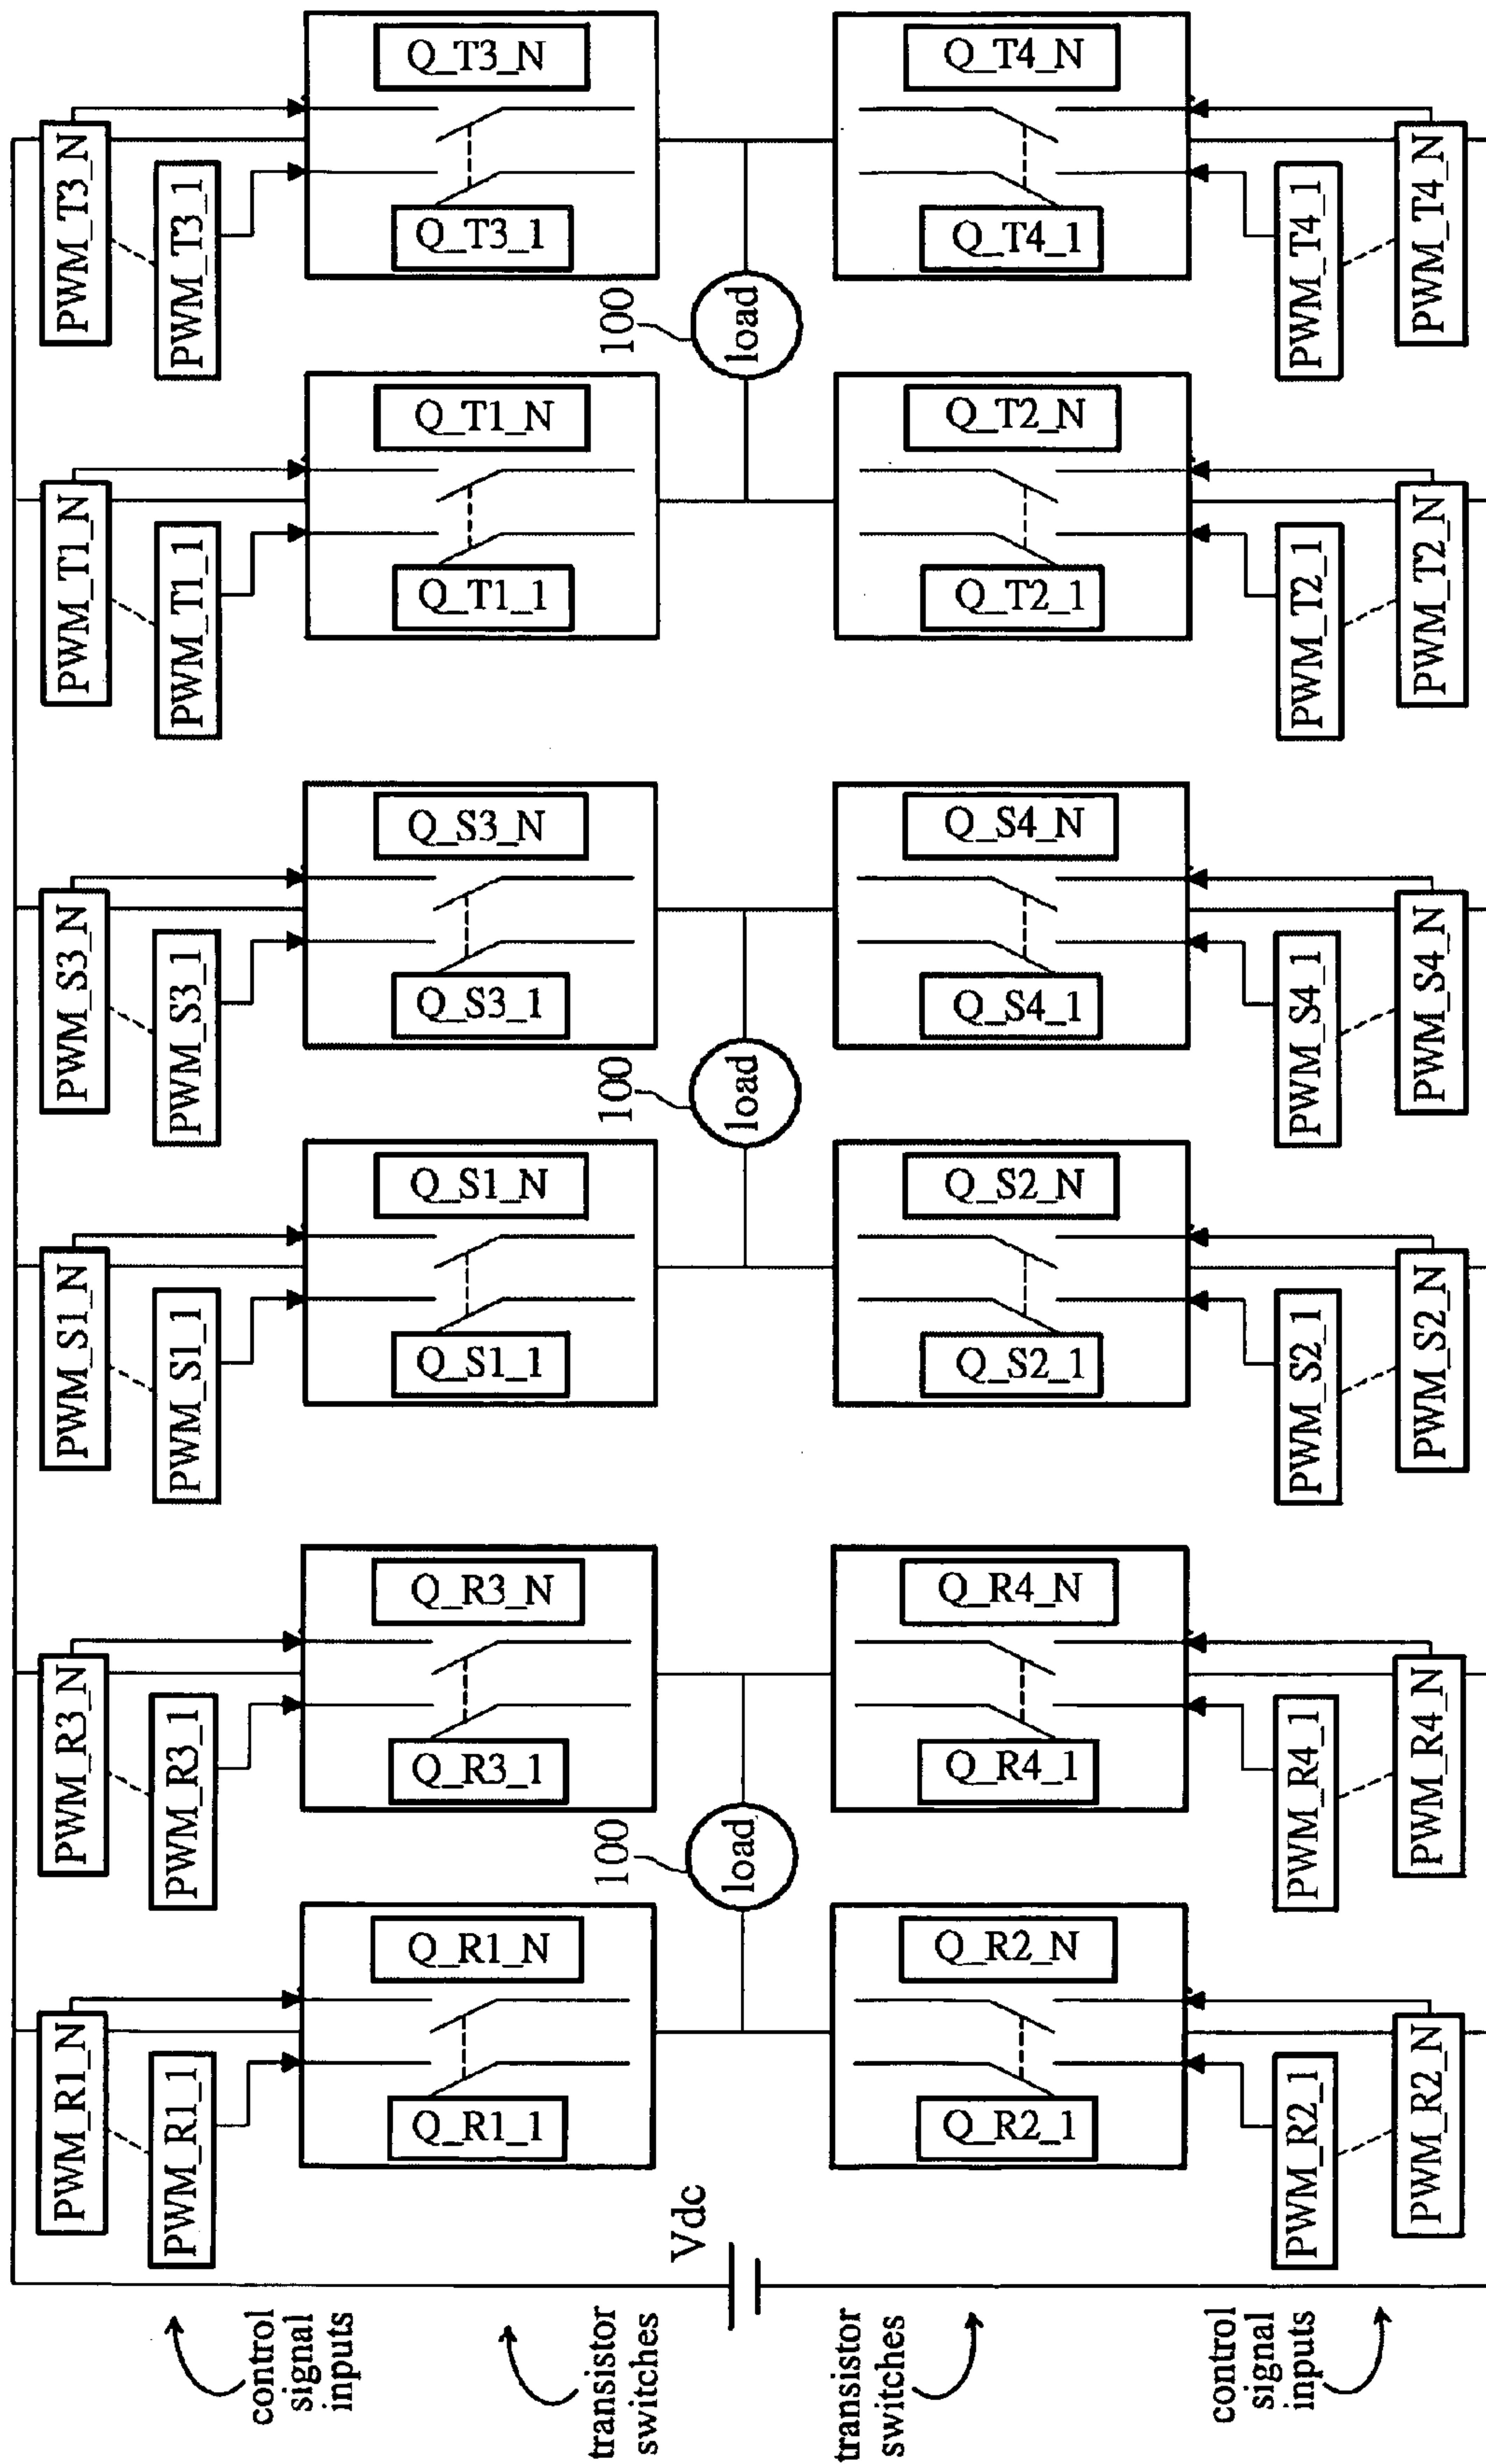 control
signal
inputs
PWM_R1_N
PWM_R1_1
PWM_R3_N
PWM_R3_1
PWM_S1_N
PWM_S1_1
PWM_S3_N
PWM_S3_1
PWM_T1_N
PWM_T1_1
PWM_T3_N
PWM_T3_1
transistor
switches
Q_R1_1
Q_R1_N
Q_R3_1
Q_R3_N
Q_S1_1
Q_S1_N
Q_S3_1
Q_S3_N
Q_T1_1
Q_T1_N
Q_T3_1
Q_T3_N
Vdc
100
load
100
load
100
load
transistor
switches
Q_R2_1
Q_R2_N
Q_R4_1
Q_R4_N
Q_S2_1
Q_S2_N
Q_S4_1
Q_S4_N
Q_T2_1
Q_T2_N
Q_T4_1
Q_T4_N
control
signal
inputs
PWM_R2_1
PWM_R2_N
PWM_R4_1
PWM_R4_N
PWM_S2_1
PWM_S2_N
PWM_S4_1
PWM_S4_N
PWM_T2_1
PWM_T2_N
PWM_T4_1
PWM_T4_N